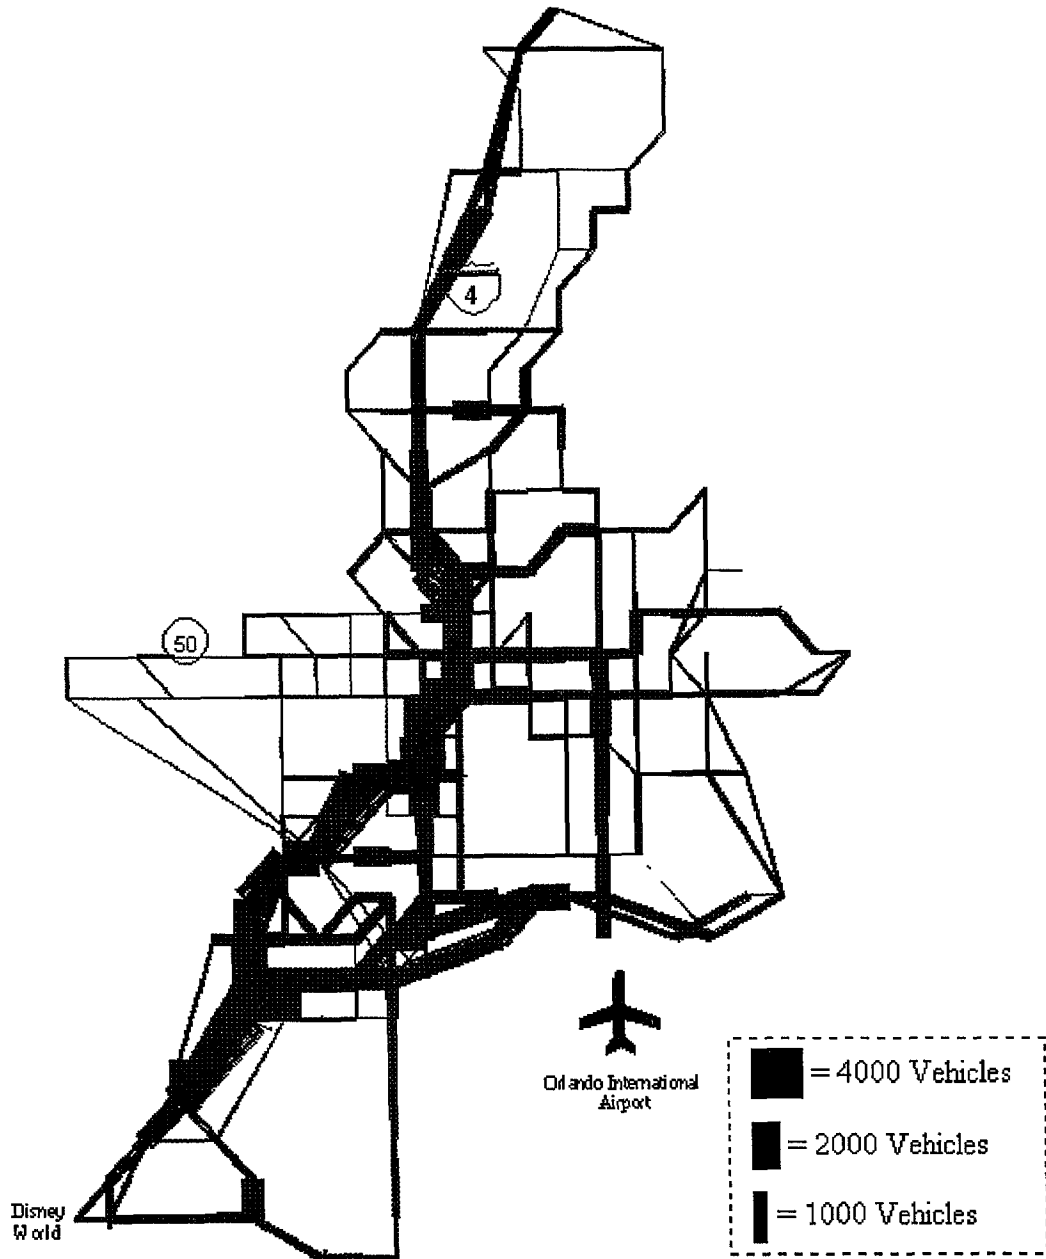 4
50
Orlando International
Airport
Disney
World
= 4000 Vehicles
= 2000 Vehicles
= 1000 Vehicles